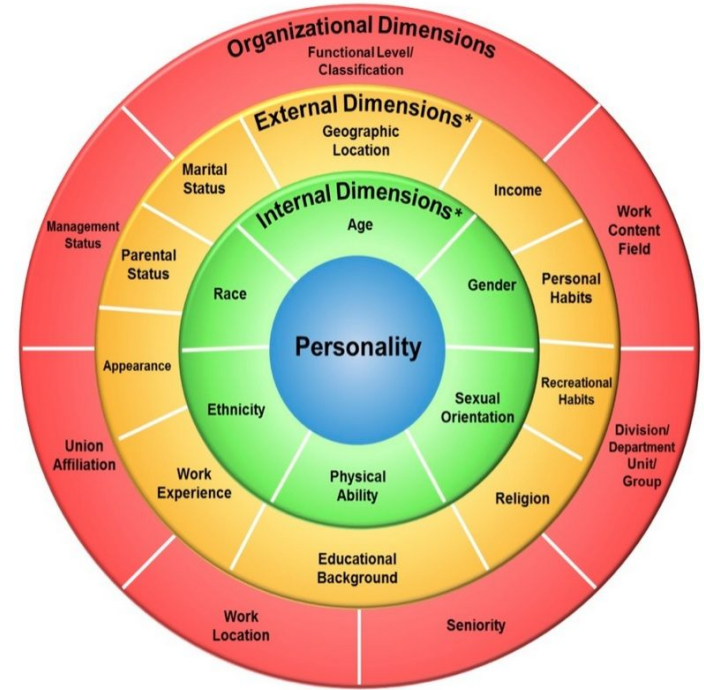 Organizational Dimensions
Functional Level/
Classification
Work
Content
Field
Division/
Department
Unit/
Group
Seniority
Work
Location
Union
Affiliation
Management
Status
External Dimensions*
Geographic
Location
Income
Personal
Habits
Recreational
Habits
Religion
Educational
Background
Work
Experience
Appearance
Parental
Status
Marital
Status
Internal Dimensions*
Age
Gender
Sexual
Orientation
Physical
Ability
Ethnicity
Race
Personality